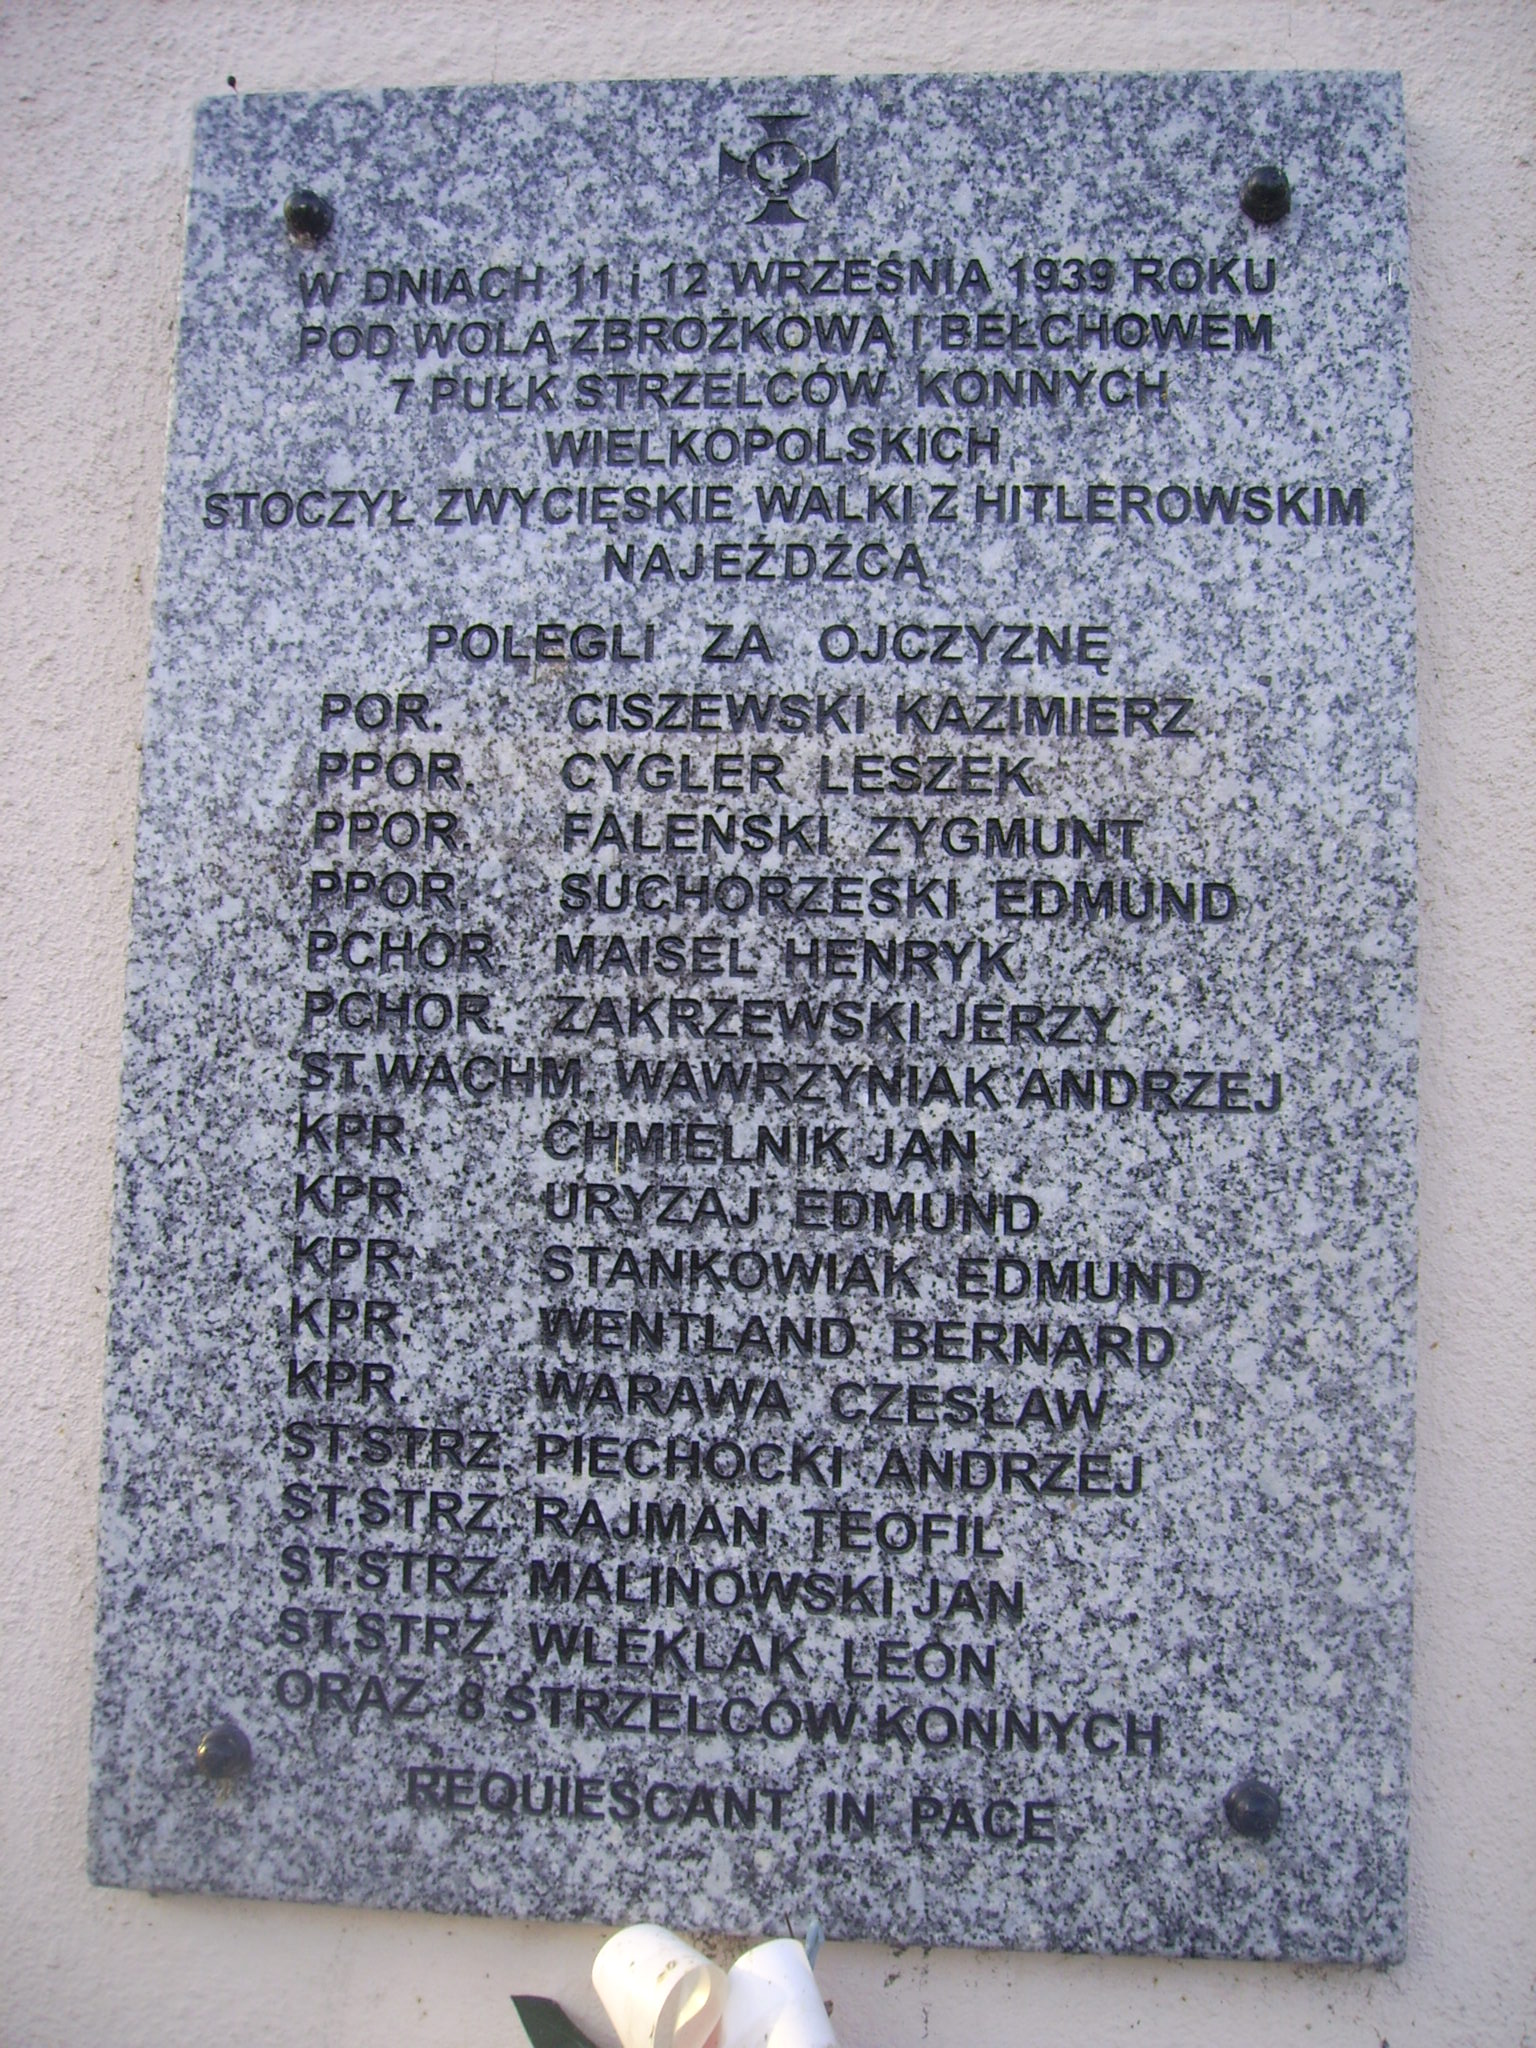 W DNIACH 11 i 12 WRZEŚNIA 1939 ROKU
POD WOLĄ ZBROŻKOWĄ I BEŁCHOWEM
7 PUŁK STRZELCÓW KONNYCH
WIELKOPOLSKICH
STOCZYŁ ZWYCIĘSKIE WALKI Z HITLEROWSKIM
NAJEŹDŹCĄ
POLEGLI ZA OJCZYZNĘ
POR. CISZEWSKI KAZIMIERZ
PPOR. CYGLER LESZEK
PPOR. FALEŃSKI ZYGMUNT
PPOR. SUCHORZESKI EDMUND
PCHOR. MAISEL HENRYK
PCHOR. ZAKRZEWSKI JERZY
ST.WACHM. WAWRZYNIAK ANDRZEJ
KPR. CHMIELNIK JAN
KPR. URYZAJ EDMUND
KPR. STANKOWIAK EDMUND
KPR. WENTLAND BERNARD
KPR. WARAWA CZESŁAW
ST.STRZ. PIECHOCKI ANDRZEJ
ST.STRZ. RAJMAN TEOFIL
ST.STRZ. MALINOWSKI JAN
ST.STRZ. WLEKLAK LEON
ORAZ 8 STRZELCÓW KONNYCH
REQUIESCANT IN PACE